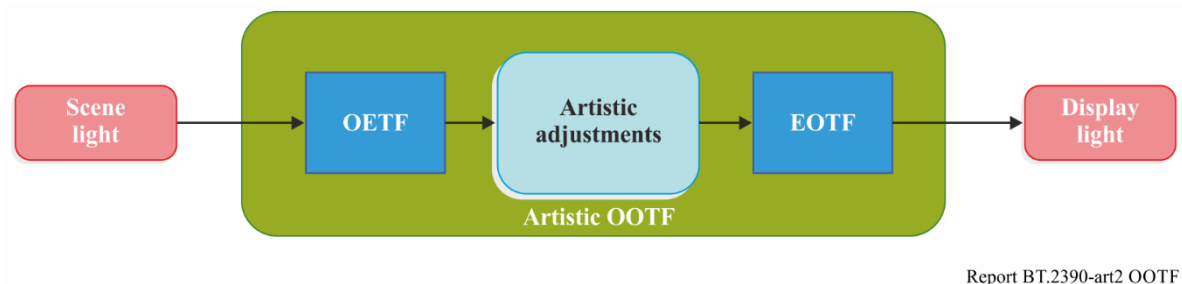 Scene
light
OETF
Artistic
adjustments
EOTF
Display
light
Artistic OOTF
Report BT.2390-art2 OOTF